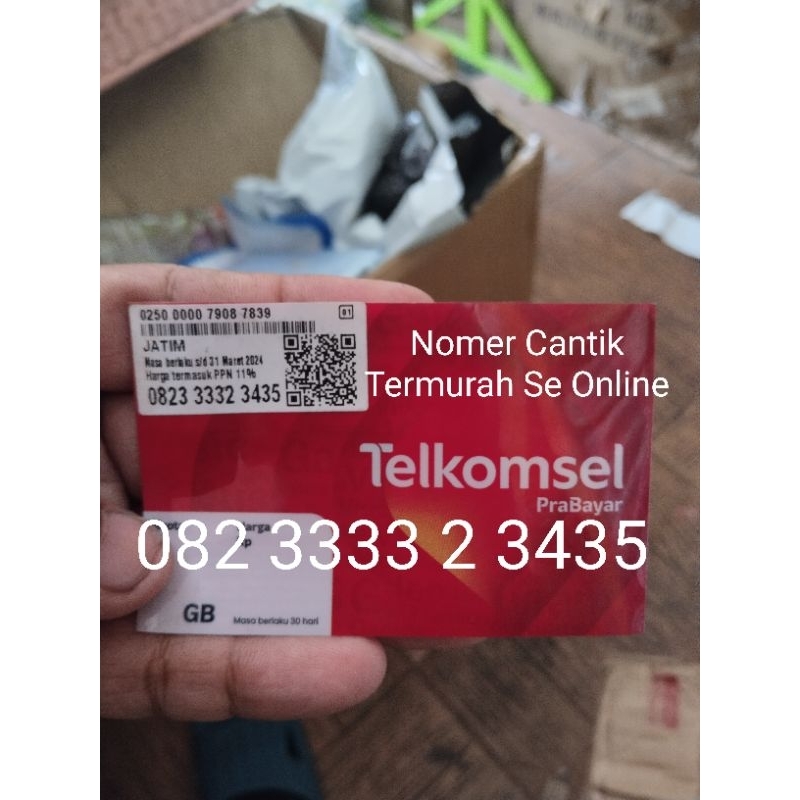 0250 0000 7908 7839
01
JATIM
Masa berlaku s/d 31 Maret 2024
Harga termasuk PPN 11%
0823 3332 3435
Nomer Cantik
Termurah Se Online
Telkomsel
PraBayar
082 3333 2 3435
GB
Masa berlaku 30 hari